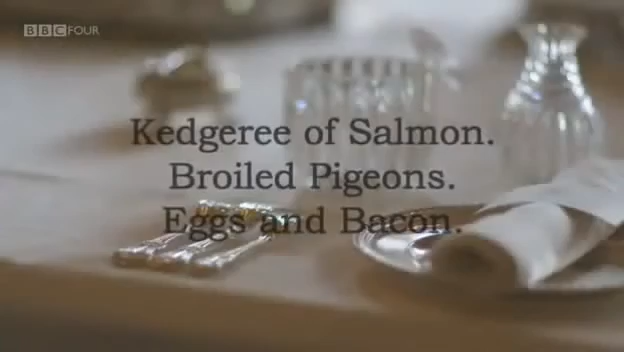 BBC FOUR
Kedgeree of Salmon.
Broiled Pigeons.
Eggs and Bacon.